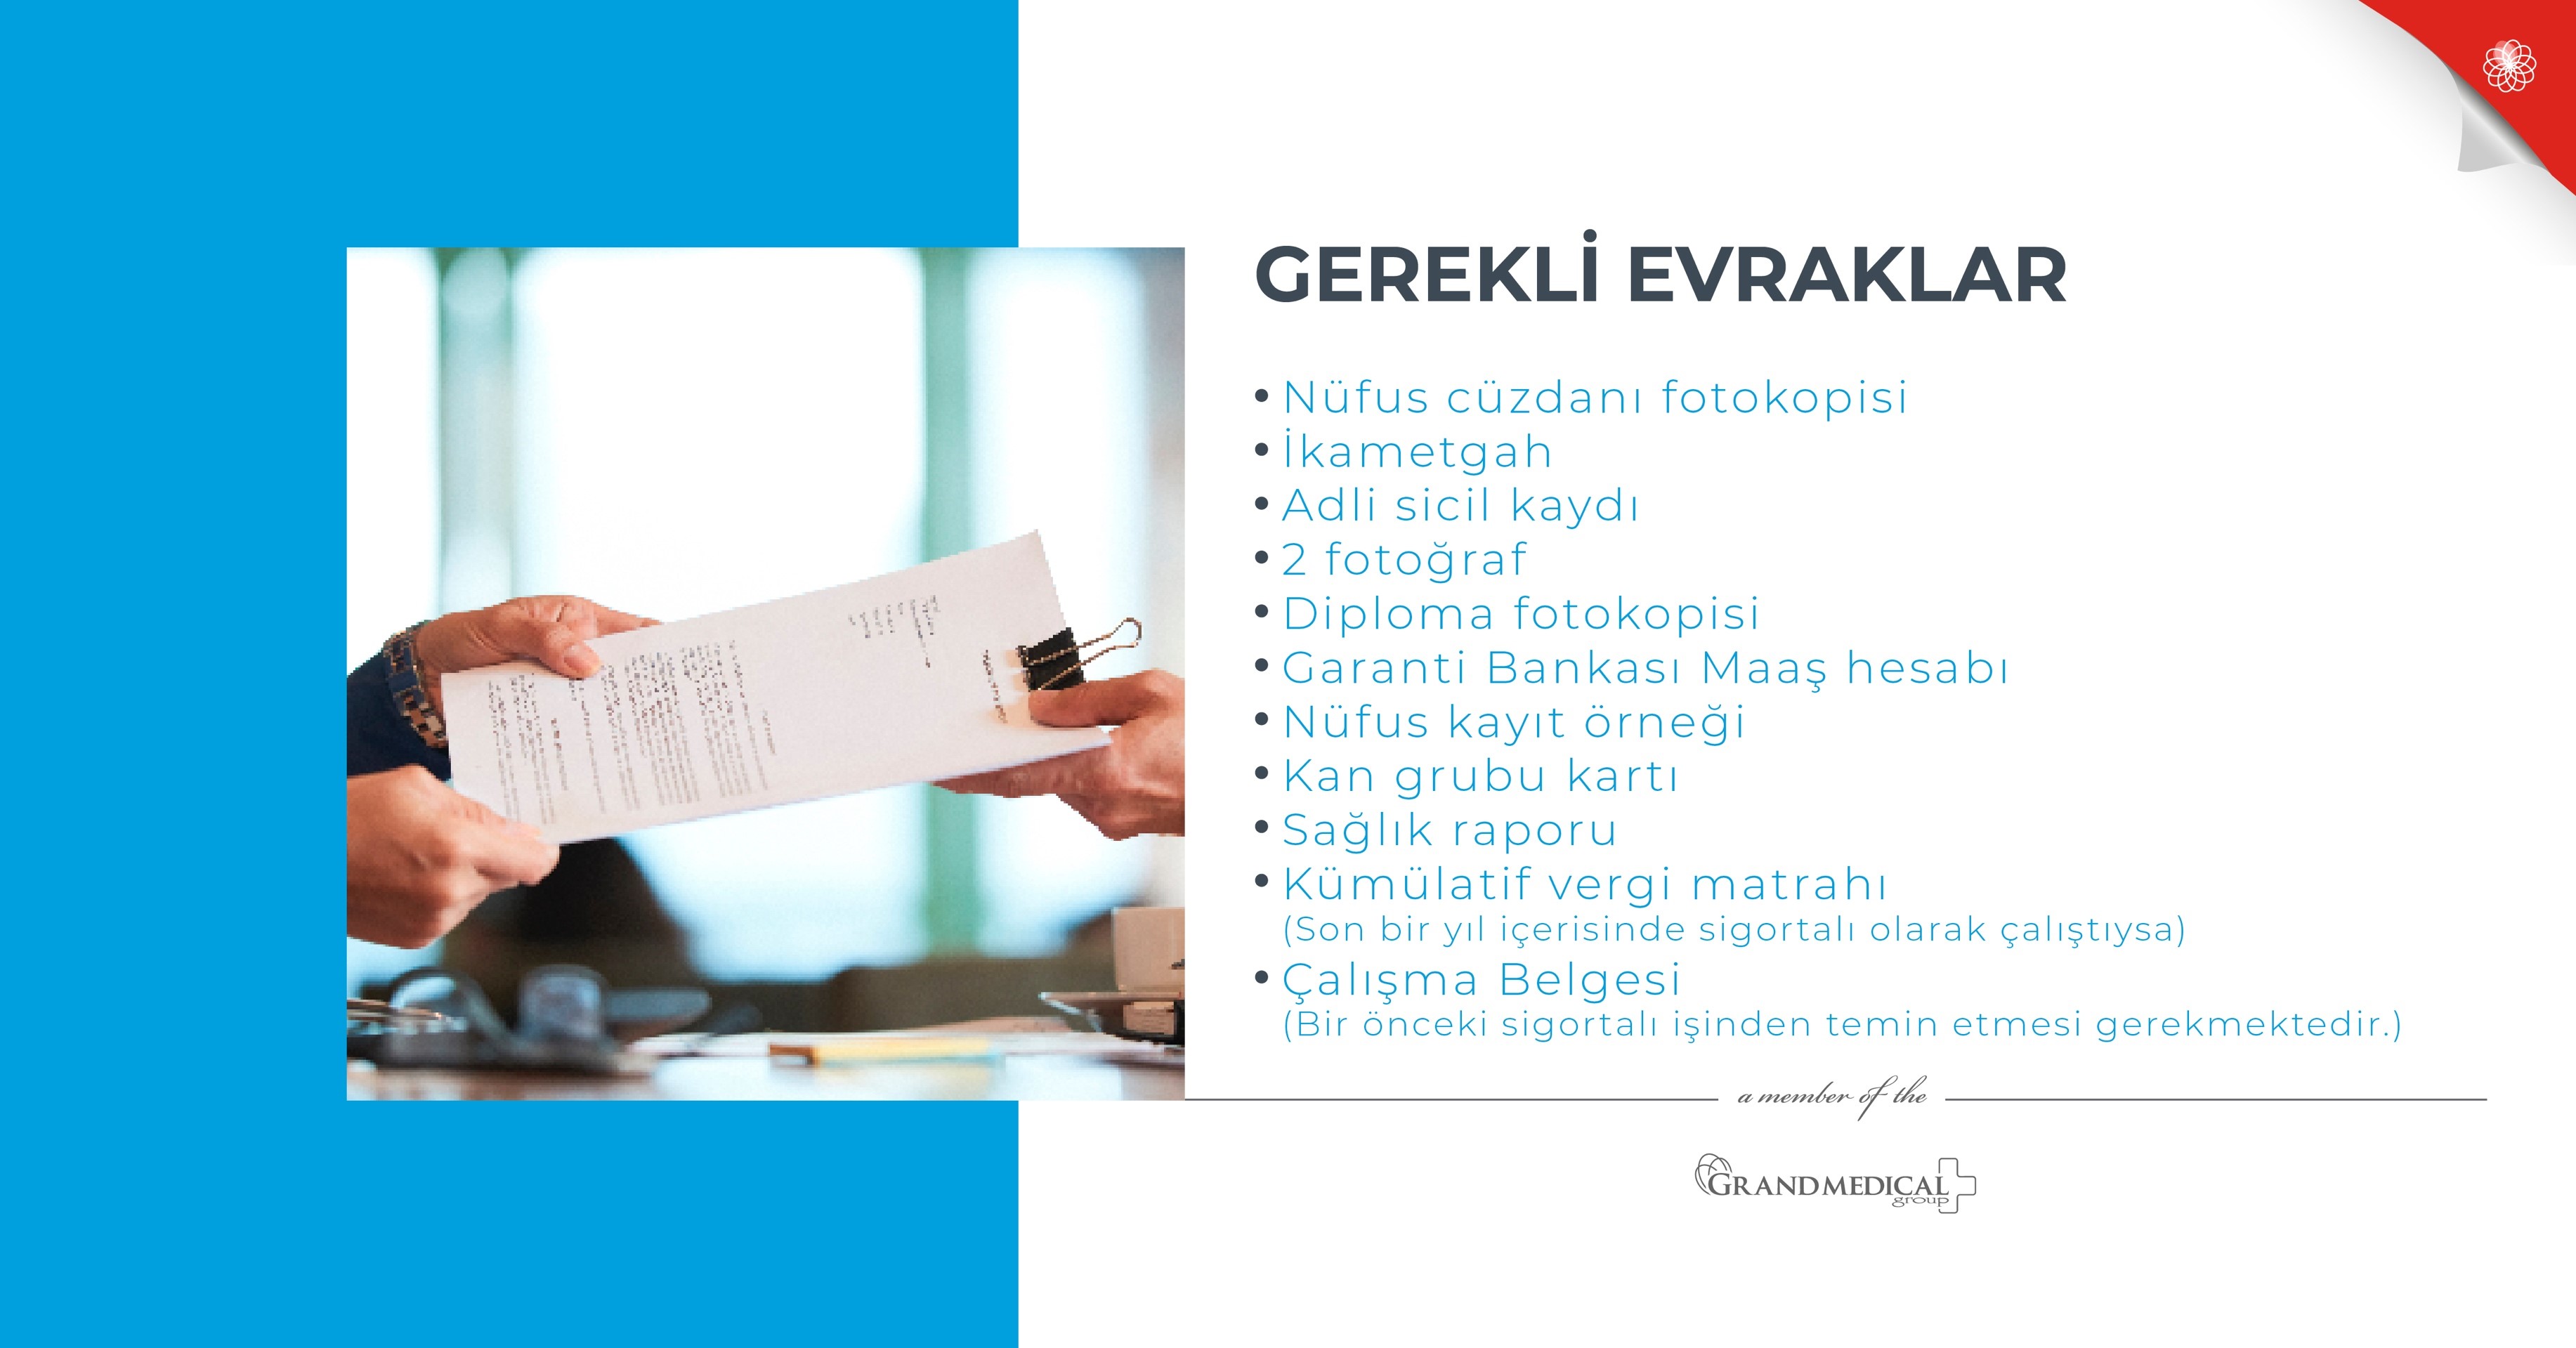 GEREKLİ EVRAKLAR
• Nüfus cüzdanı fotokopisi
• İkametgah
• Adli sicil kaydı
• 2 fotoğraf
• Diploma fotokopisi
• Garanti Bankası Maaş hesabı
• Nüfus kayıt örneği
• Kan grubu kartı
• Sağlık raporu
• Kümülatif vergi matrahı
(Son bir yıl içerisinde sigortalı olarak çalıştıysa)
• Çalışma Belgesi
(Bir önceki sigortalı işinden temin etmesi gerekmektedir.)
a member of the
GRANDMEDICAL
group